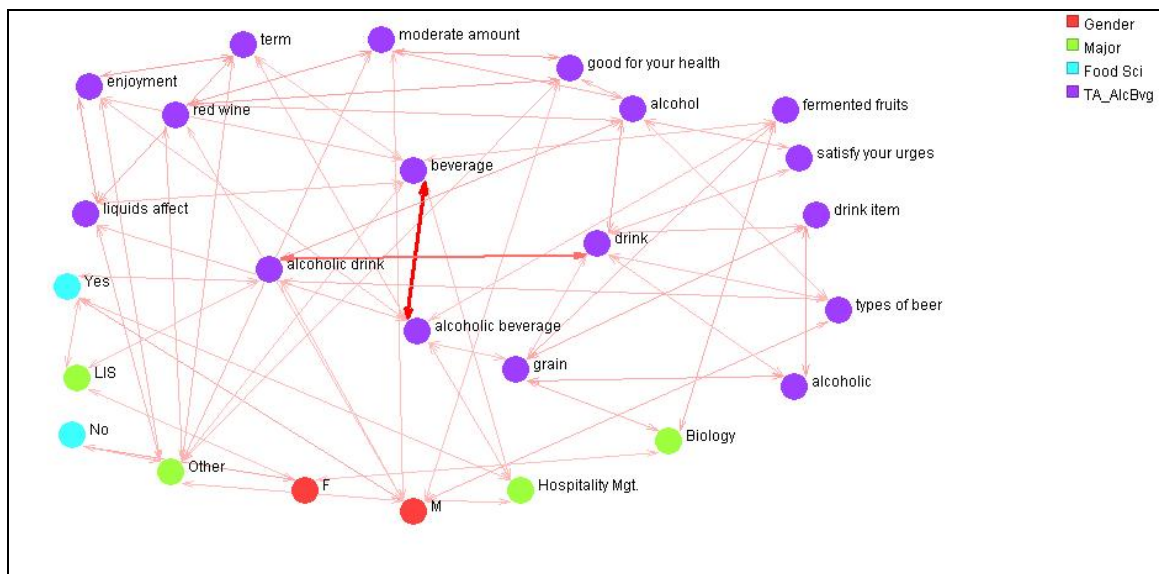 term
moderate amount
good for your health
enjoyment
red wine
alcohol
fermented fruits
satisfy your urges
beverage
liquids affect
drink item
drink
alcoholic drink
Yes
types of beer
alcoholic beverage
grain
LIS
alcoholic
No
Biology
Other
F
Hospitality Mgt.
M
Gender
Major
Food Sci
TA_AlcBvg